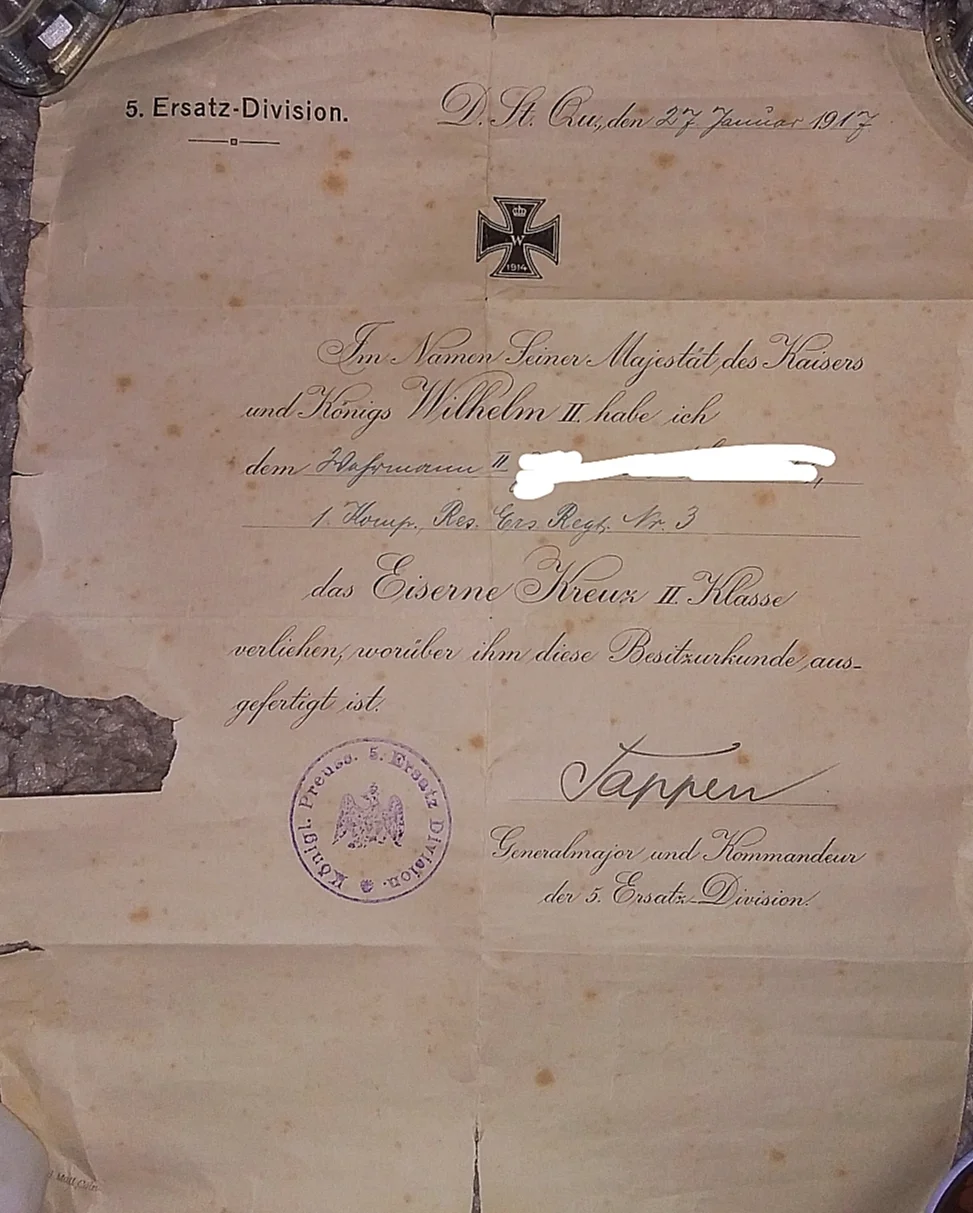 5. Ersatz-Division.
D. St. Qu., den 27 Januar 1917
W
1914
Im Namen Seiner Majestät des Kaisers
und Königs Wilhelm II. habe ich
dem Wehrmann II
1. Komp., Res. Ers. Regt. Nr. 3
das Eiserne Kreuz II. Klasse
verliehen, worüber ihm diese Besitzurkunde aus-
gefertigt ist.
Königl. Preuss. 5. Ersatz Division.
Tappen
Generalmajor und Kommandeur
der 5. Ersatz-Division.